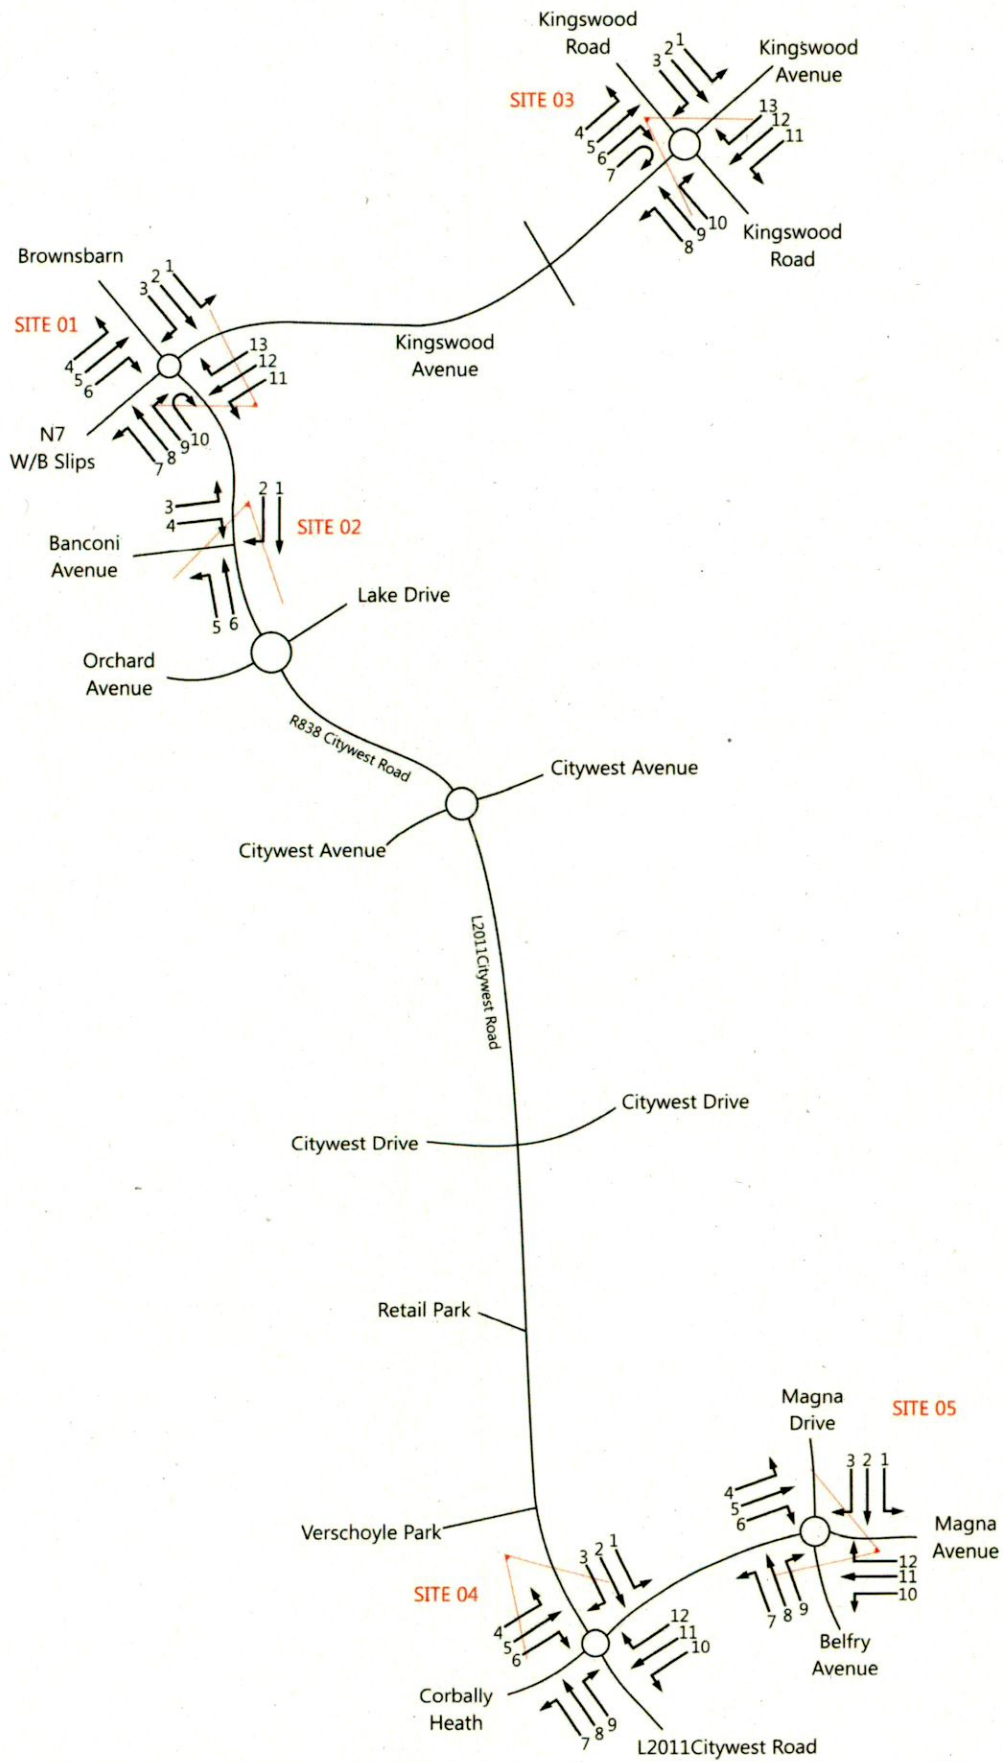 Kingswood
Road
Kingswood
Avenue
SITE 03
1
2
3
4
5
6
7
13
12
11
10
9
8
Kingswood
Road
Brownsbarn
SITE 01
1
2
3
4
5
6
13
12
11
10
9
8
7
N7
W/B Slips
Kingswood
Avenue
3
4
2
1
SITE 02
Banconi
Avenue
5
6
Lake Drive
Orchard
Avenue
R838 Citywest Road
Citywest Avenue
Citywest Avenue
L2011Citywest Road
Citywest Drive
Citywest Drive
Retail Park
Magna
Drive
SITE 05
3
2
1
4
5
6
Magna
Avenue
12
11
10
7
8
9
Belfry
Avenue
Verschoyle Park
SITE 04
3
2
1
4
5
6
12
11
10
9
8
7
Corbally
Heath
L2011Citywest Road